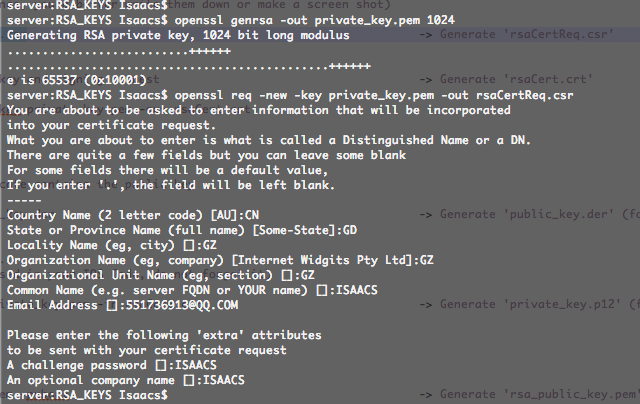 server:RSA_KEYS Isaacs$ them down or make a screen shot)
server:RSA_KEYS Isaacs$ openssl genrsa -out private_key.pem 1024
Generating RSA private key, 1024 bit long modulus -> Generate 'rsaCertReq.csr'
........................++++++
...........................................++++++
e is 65537 (0x10001) -> Generate 'rsaCert.crt'
server:RSA_KEYS Isaacs$ openssl req -new -key private_key.pem -out rsaCertReq.csr
You are about to be asked to enter information that will be incorporated
into your certificate request.
What you are about to enter is what is called a Distinguished Name or a DN.
There are quite a few fields but you can leave some blank
For some fields there will be a default value,
If you enter '.', the field will be left blank.
-----
Country Name (2 letter code) [AU]:CN -> Generate 'public_key.der' (fo
State or Province Name (full name) [Some-State]:GD
Locality Name (eg, city) []:GZ
Organization Name (eg, company) [Internet Widgits Pty Ltd]:GZ
Organizational Unit Name (eg, section) []:GZ
Common Name (e.g. server FQDN or YOUR name) []:ISAACS
Email Address []:551736913@QQ.COM -> Generate 'private_key.p12' (f
Please enter the following 'extra' attributes
to be sent with your certificate request
A challenge password []:ISAACS
An optional company name []:ISAACS
server:RSA_KEYS Isaacs$ -> Generate 'rsa_public_key.pem'